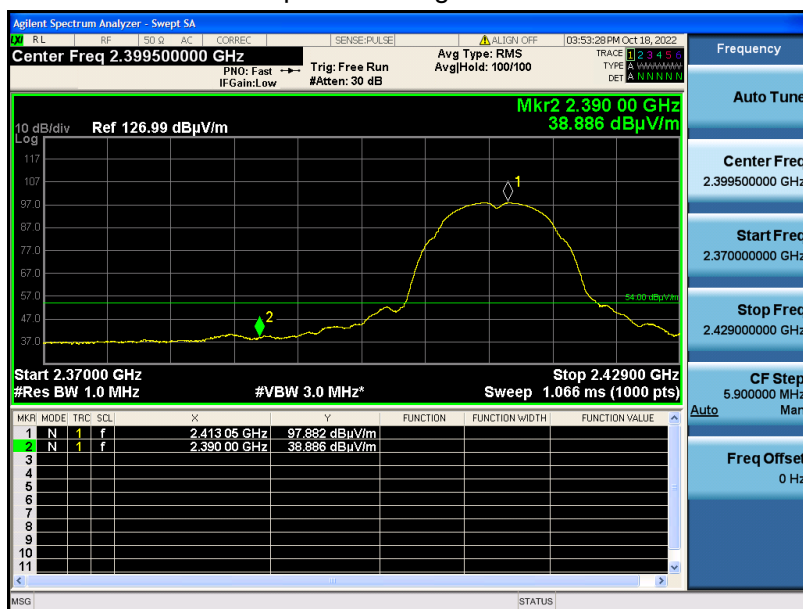 Agilent Spectrum Analyzer - Swept SA
LXI RL RF 50 Ω AC CORREC SENSE:PULSE ALIGN OFF 03:53:28 PM Oct 18, 2022
Center Freq 2.399500000 GHz
PNO: Fast
IFGain:Low
Trig: Free Run
#Atten: 30 dB
Avg Type: RMS
Avg|Hold: 100/100
TRACE 1 2 3 4 5 6
TYPE A WWWWW
DET A N N N N N
Mkr2 2.390 00 GHz
38.886 dBµV/m
10 dB/div Ref 126.99 dBµV/m
Log
117
107
97.0
87.0
77.0
67.0
57.0
47.0
37.0
1
2
54.00 dBµV/m
Start 2.37000 GHz Stop 2.42900 GHz
#Res BW 1.0 MHz #VBW 3.0 MHz* Sweep 1.066 ms (1000 pts)
MKR MODE TRC SCL X Y FUNCTION FUNCTION WIDTH FUNCTION VALUE
1 N 1 f 2.413 05 GHz 97.882 dBµV/m
2 N 1 f 2.390 00 GHz 38.886 dBµV/m
3
4
5
6
7
8
9
10
11
MSG STATUS
Frequency
Auto Tune
Center Freq
2.399500000 GHz
Start Freq
2.370000000 GHz
Stop Freq
2.429000000 GHz
CF Step
5.900000 MHz
Auto Man
Freq Offset
0 Hz